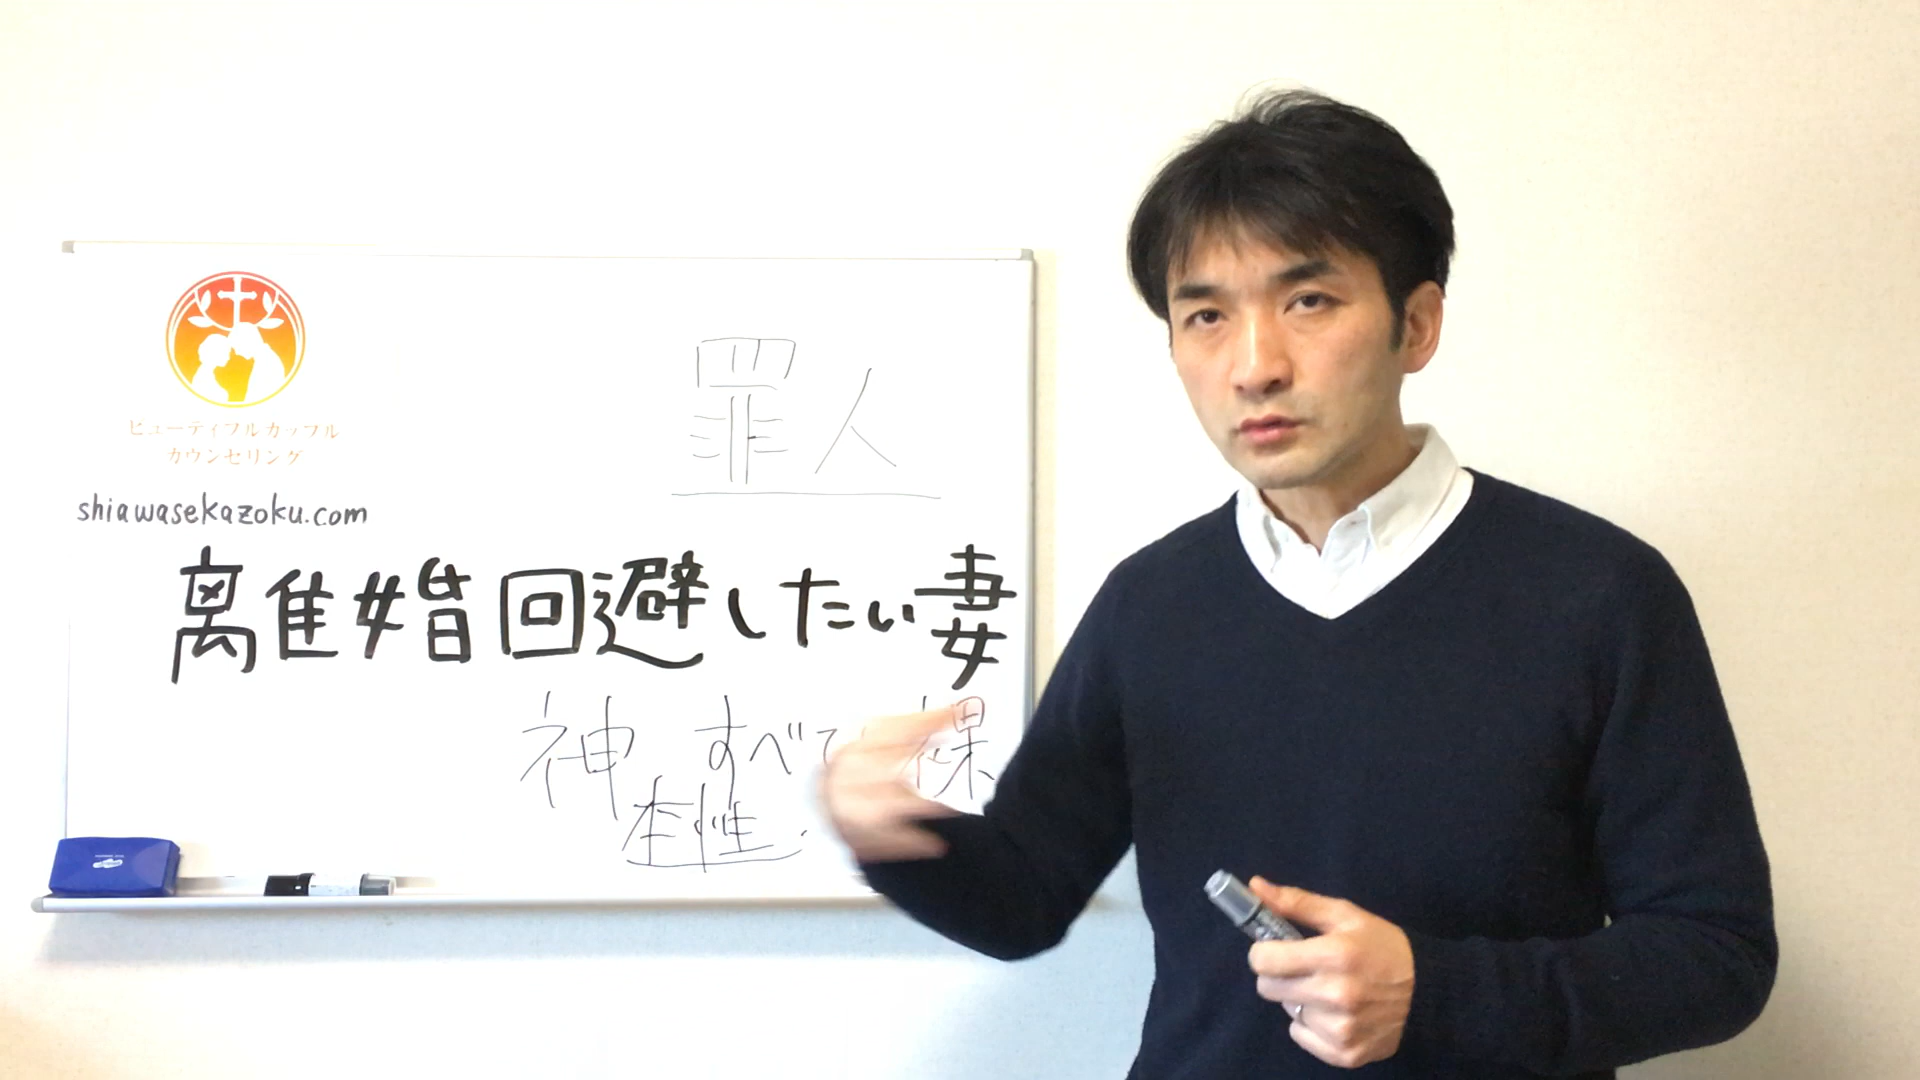 ビューティフルカップル
カウンセリング
shiawasekazoku.com
罪人
離婚回避したい妻
神 すべて 裸
本性